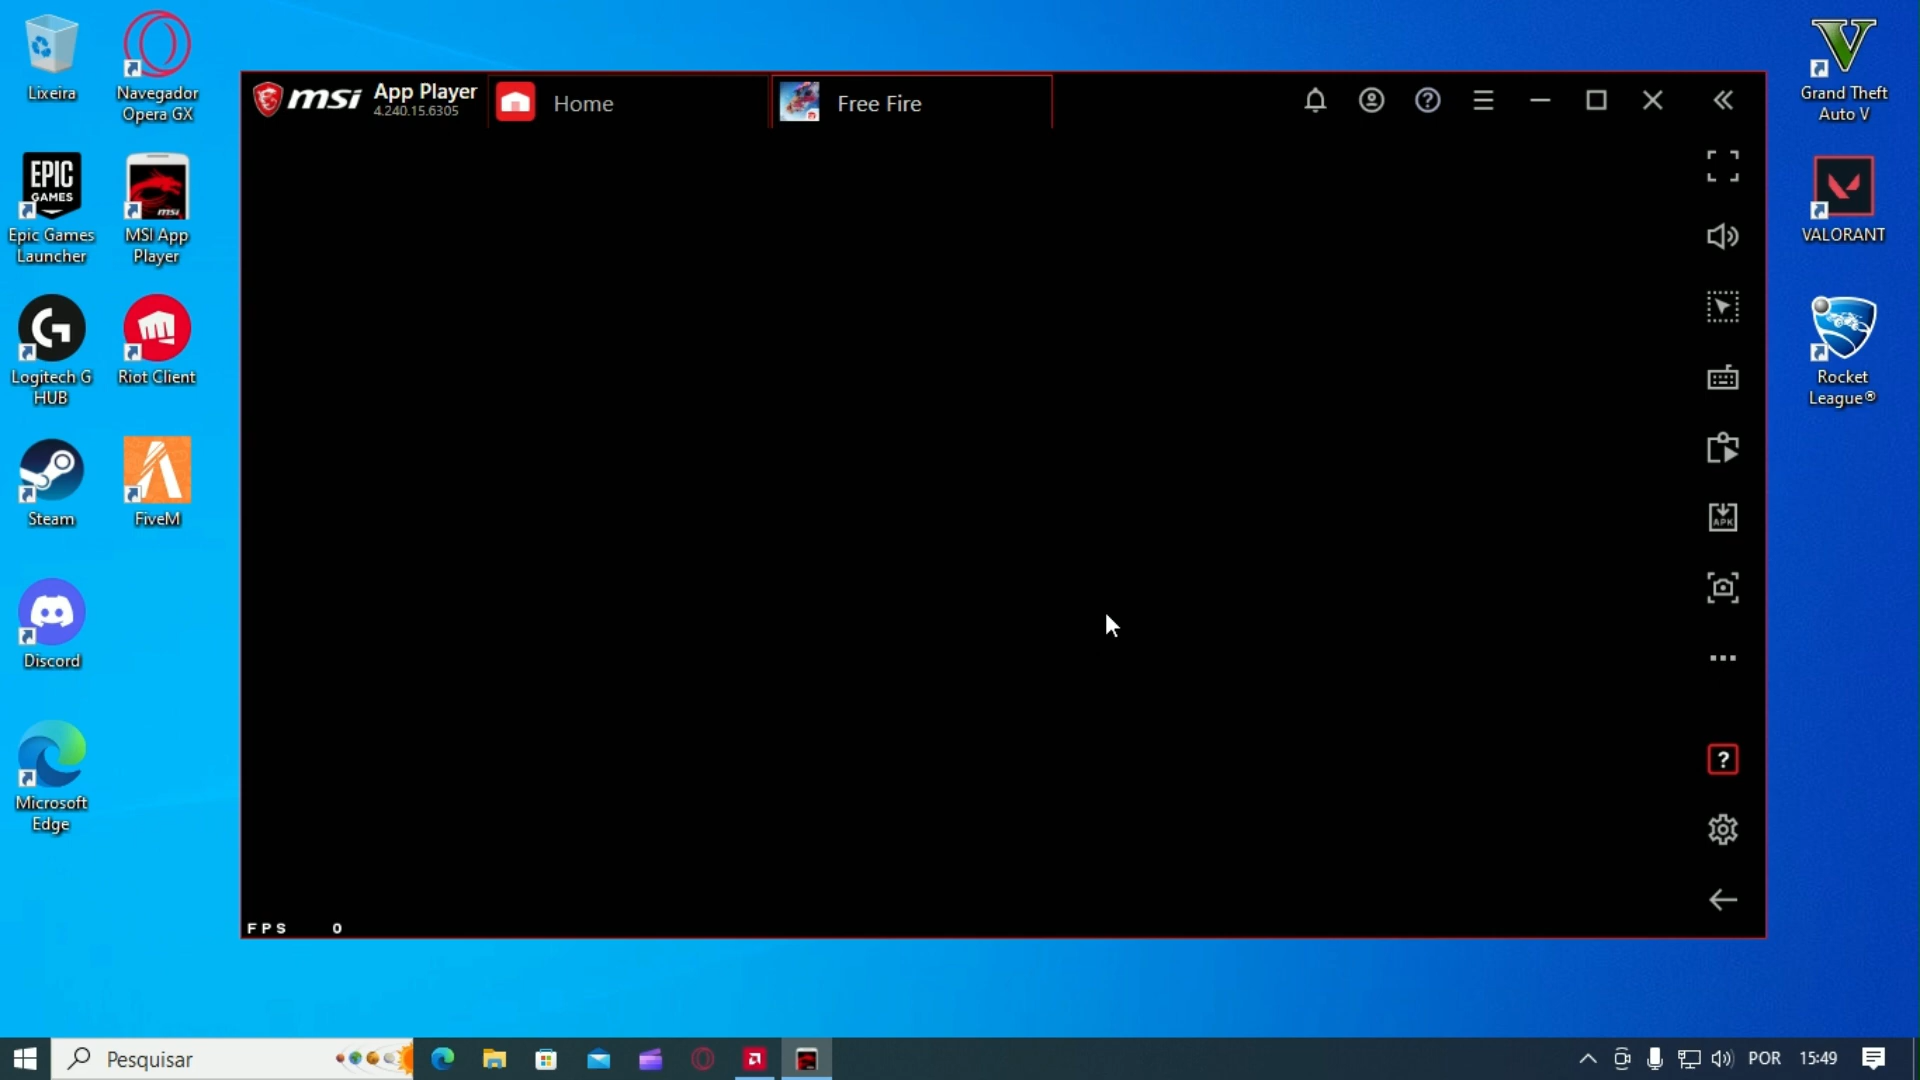 Lixeira
Navegador
Opera GX
EPIC
GAMES
Epic Games
Launcher
msi
MSI App
Player
Logitech G
HUB
Riot Client
Steam
FiveM
Discord
Microsoft
Edge
msi App Player
4.240.15.6305
Home
Free Fire
APK
?
FPS 0
Grand Theft
Auto V
VALORANT
Rocket
League®
Pesquisar
POR
15:49